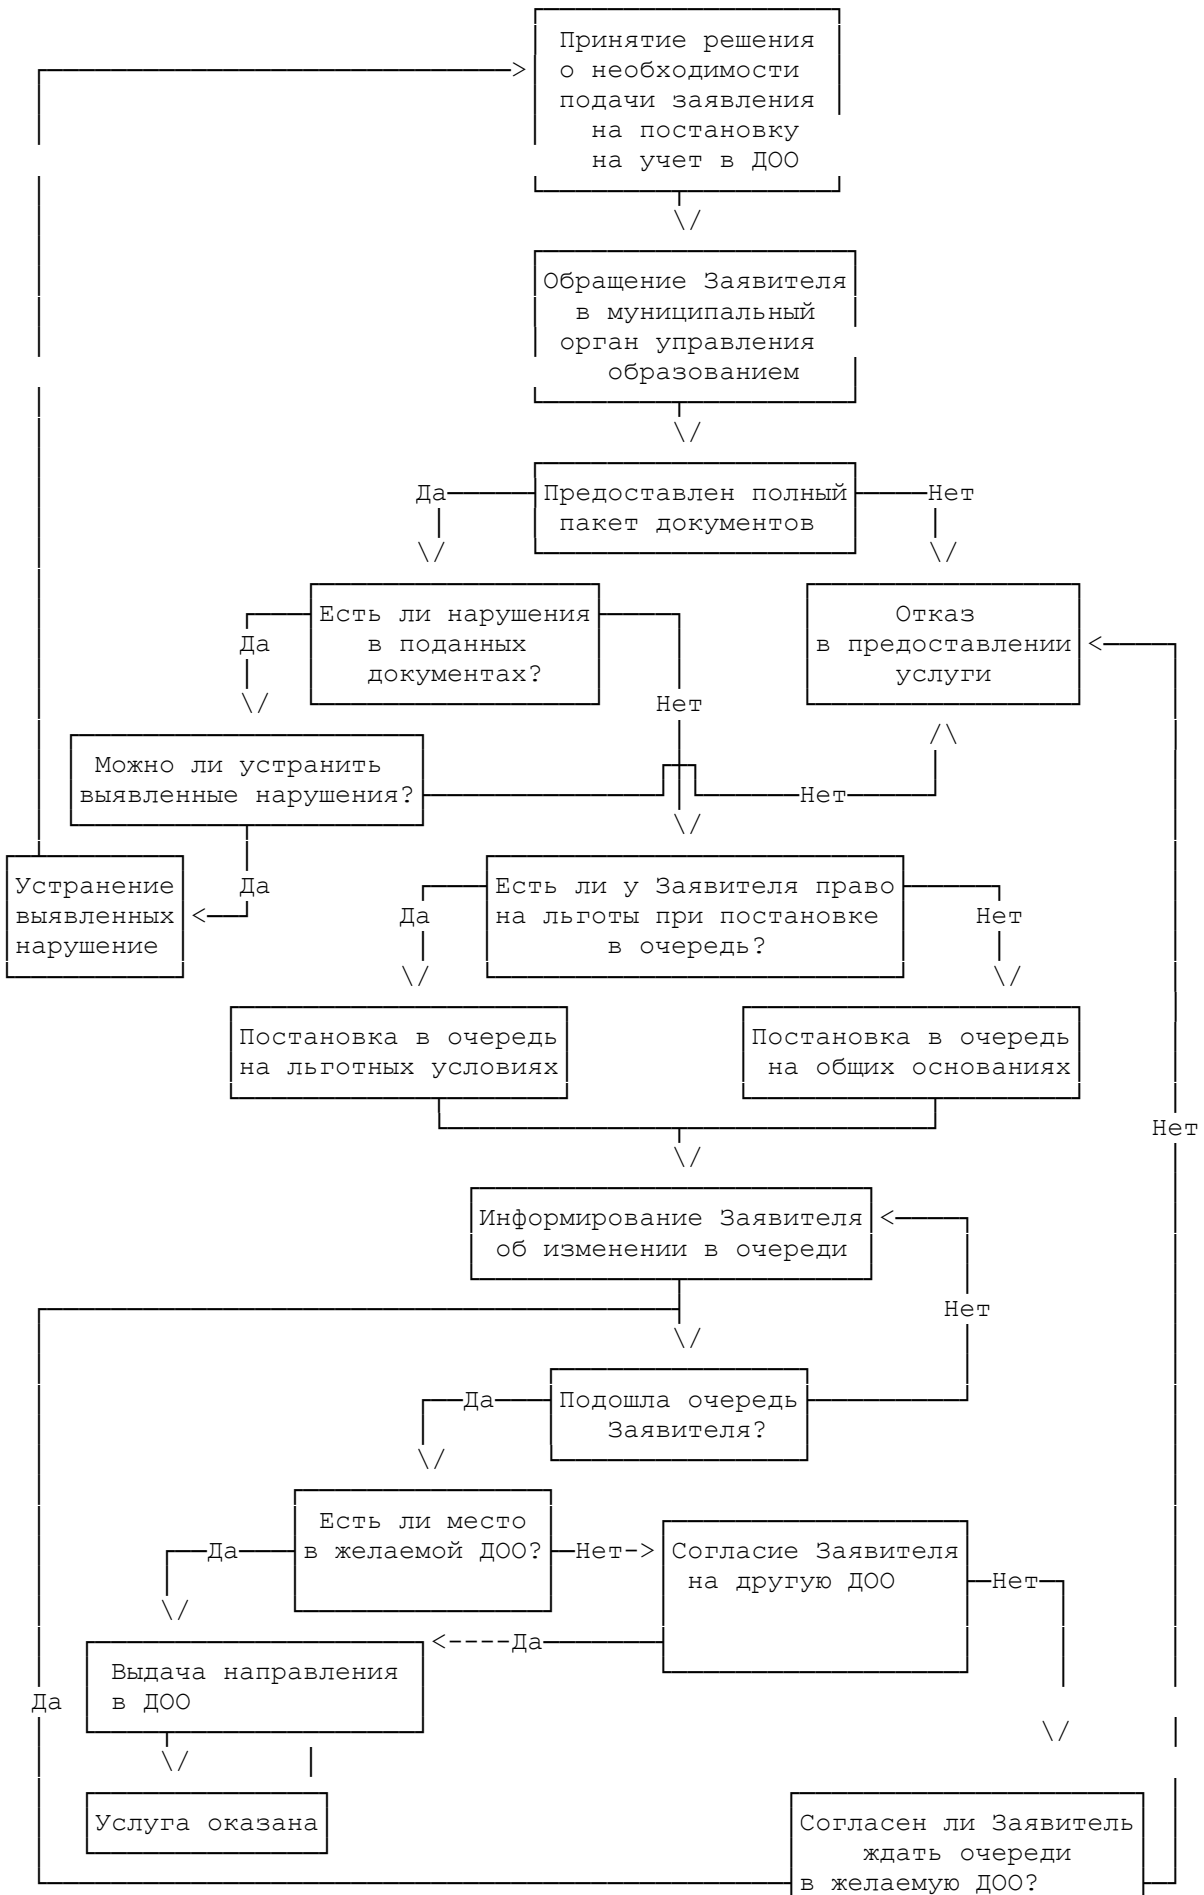 Принятие решения
о необходимости
подачи заявления
на постановку
на учет в ДОО
Обращение Заявителя
в муниципальный
орган управления
образованием
Да
Предоставлен полный
пакет документов
Нет
Есть ли нарушения
в поданных
документах?
Да
Нет
Отказ
в предоставлении
услуги
Можно ли устранить
выявленные нарушения?
Нет
Да
Устранение
выявленных
нарушение
Есть ли у Заявителя право
на льготы при постановке
в очередь?
Да
Нет
Постановка в очередь
на льготных условиях
Постановка в очередь
на общих основаниях
Нет
Информирование Заявителя
об изменении в очереди
Нет
Да
Подошла очередь
Заявителя?
Есть ли место
в желаемой ДОО?
Да
Нет->
Согласие Заявителя
на другую ДОО
Нет
<----Да
Выдача направления
в ДОО
Да
Услуга оказана
Согласен ли Заявитель
ждать очереди
в желаемую ДОО?